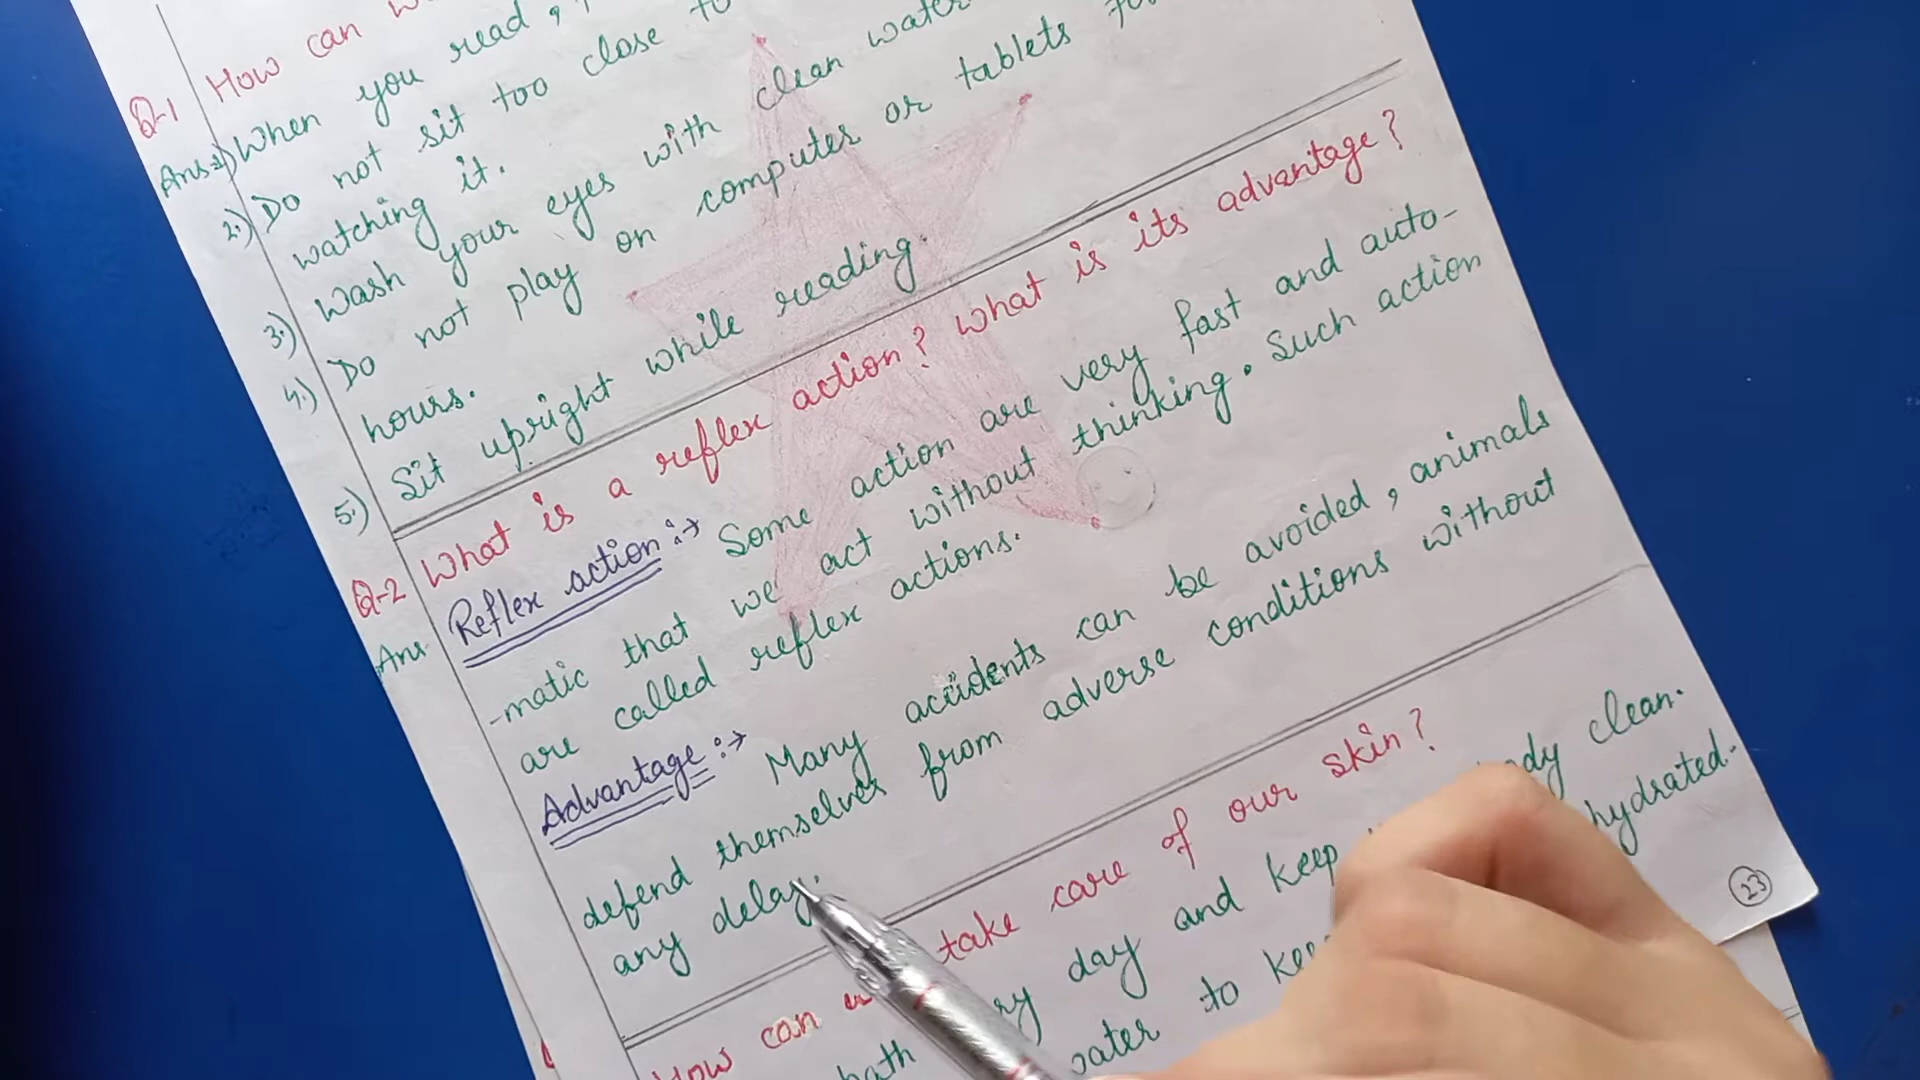 Q-1 How can
Ans 1) When you read,
2.) Do not sit too close to
watching it.
3.) Wash your eyes with clean water
4.) Do not play on computer or tablets for
hours.
5.) Sit upright while reading.
Q-2 What is a reflex action? What is its advantage?
Ans Reflex action :→ Some action are very fast and auto-
-matic that we act without thinking. Such action
are called reflex actions.
Advantage :→ Many accidents can be avoided, animals
defend themselves from adverse conditions without
any delay.
How can take care of our skin?
bath day and keep body clean.
water to keep hydrated.
23